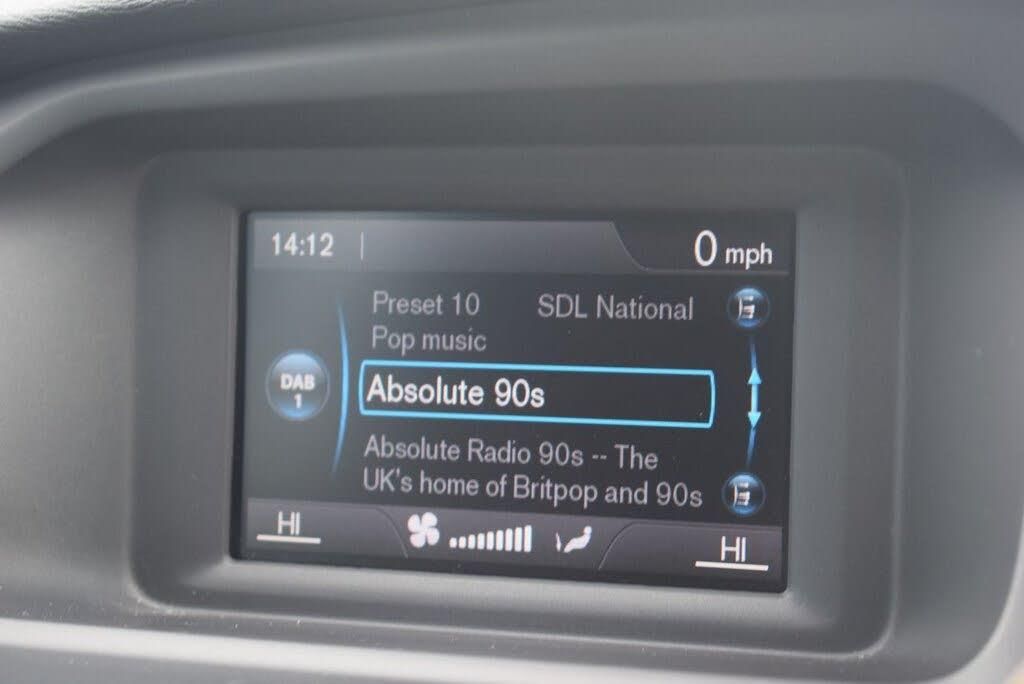 14:12 | 0 mph
Preset 10 SDL National
Pop music
DAB
1
Absolute 90s
Absolute Radio 90s -- The
UK's home of Britpop and 90s
HI HI